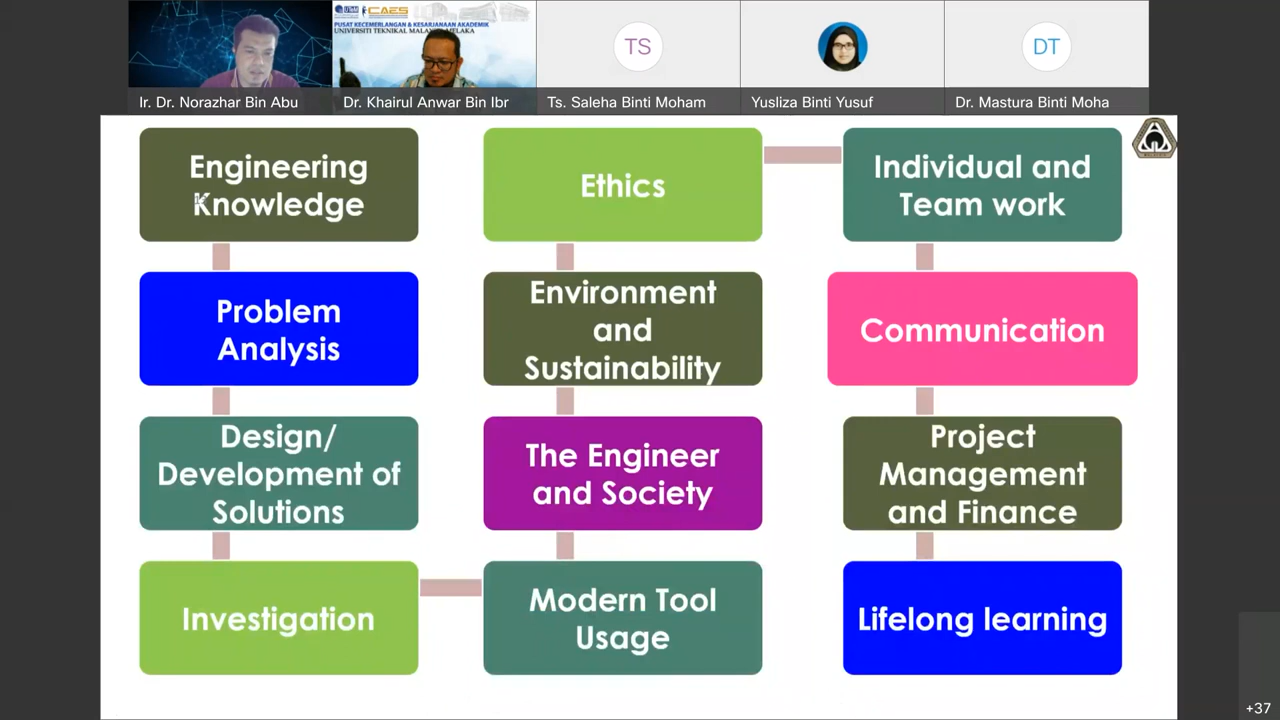 CAES
PUSAT KECEMERLANGAN & KESARJANAAN AKADEMIK
UNIVERSITI TEKNIKAL MALAYSIA MELAKA
TS
DT
Ir. Dr. Norazhar Bin Abu
Dr. Khairul Anwar Bin Ibr
Ts. Saleha Binti Moham
Yusliza Binti Yusuf
Dr. Mastura Binti Moha
Engineering
Knowledge
Problem
Analysis
Design/
Development of
Solutions
Investigation
Ethics
Environment
and
Sustainability
The Engineer
and Society
Modern Tool
Usage
Individual and
Team work
Communication
Project
Management
and Finance
Lifelong learning
+37